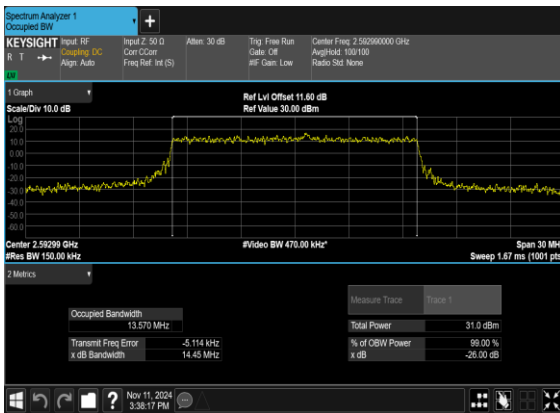 Spectrum Analyzer 1
Occupied BW
+
KEYSIGHT
R T
LV
Input: RF
Coupling: DC
Align: Auto
Input Z: 50 Ω
Corr CCorr
Freq Ref: Int (S)
Atten: 30 dB
Trig: Free Run
Gate: Off
#IF Gain: Low
Center Freq: 2.592990000 GHz
Avg|Hold: 100/100
Radio Std: None
1 Graph
Scale/Div 10.0 dB
Ref Lvl Offset 11.60 dB
Ref Value 30.00 dBm
Log
20.0
10.0
0.00
-10.0
-20.0
-30.0
-40.0
-50.0
-60.0
Center 2.59299 GHz
#Video BW 470.00 kHz*
Span 30 MH
#Res BW 150.00 kHz
Sweep 1.67 ms (1001 pts
2 Metrics
Measure Trace
Trace 1
Occupied Bandwidth
13.570 MHz
Total Power
31.0 dBm
Transmit Freq Error
-5.114 kHz
% of OBW Power
99.00 %
x dB Bandwidth
14.45 MHz
x dB
-26.00 dB
?
Nov 11, 2024
3:38:17 PM